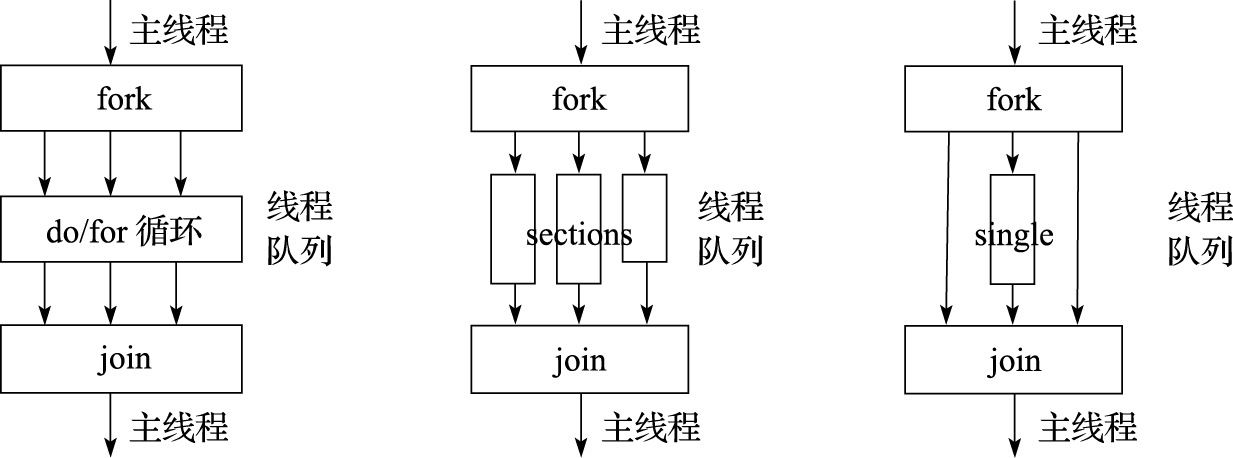 主线程
fork
do/for 循环
线程
队列
join
主线程
主线程
fork
sections
线程
队列
join
主线程
主线程
fork
single
线程
队列
join
主线程